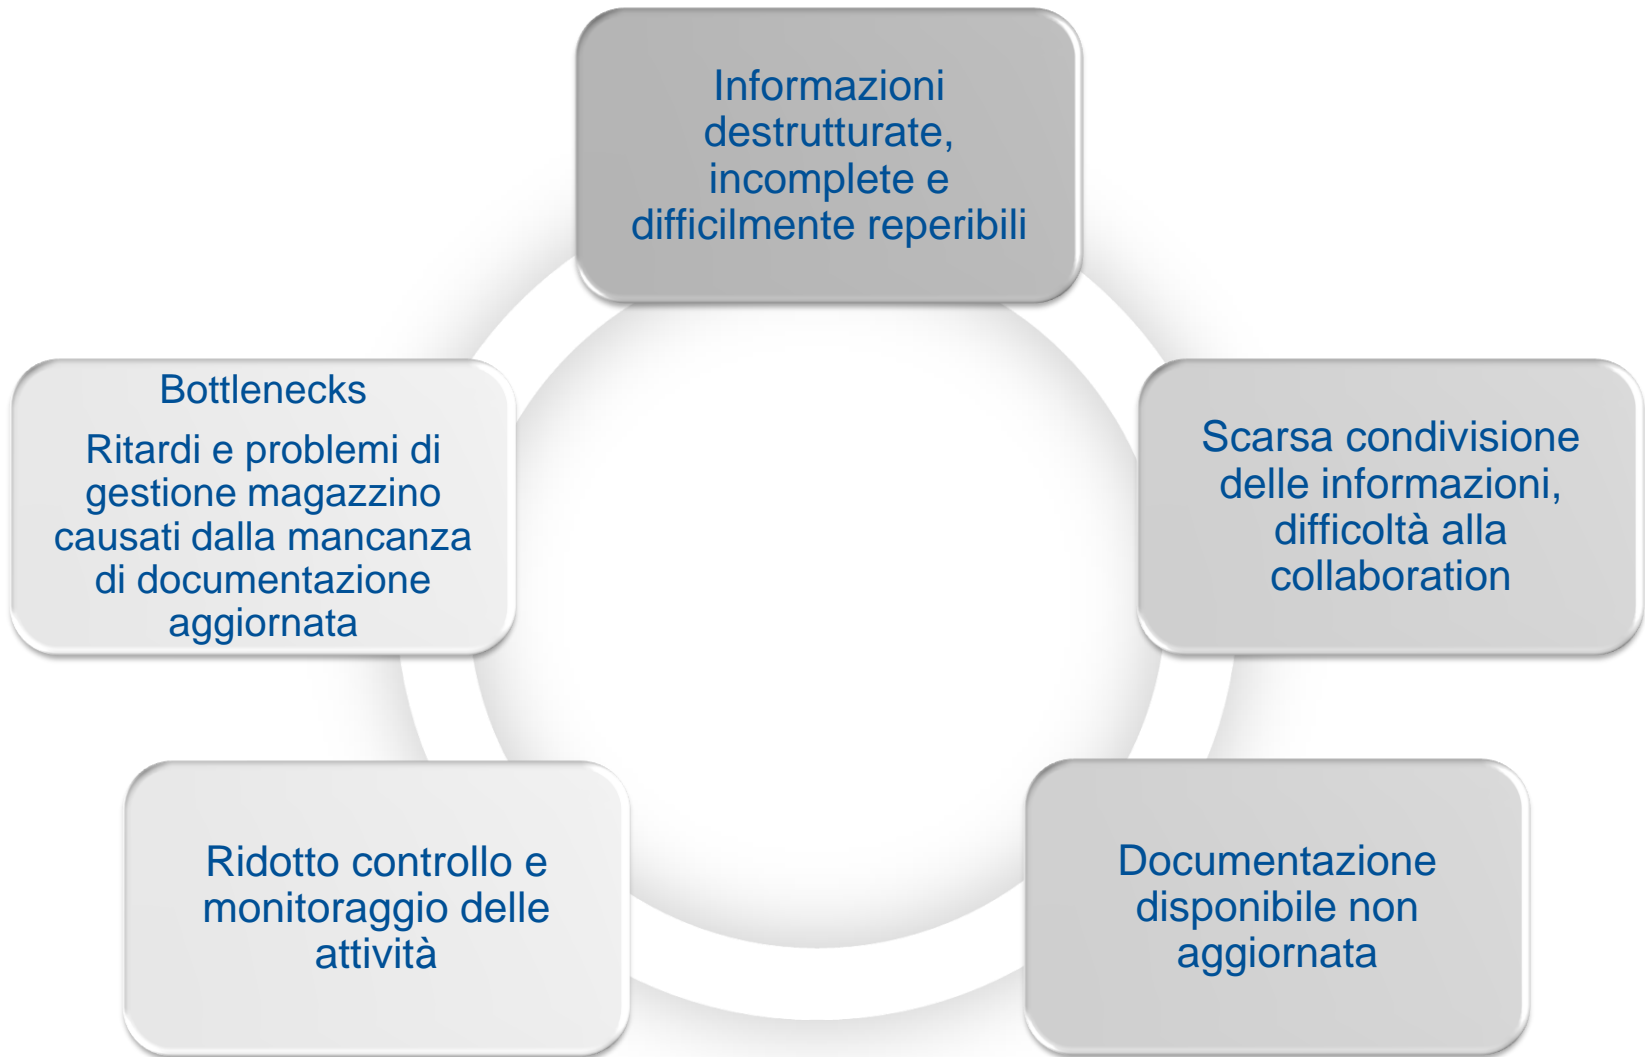 Informazioni
destrutturate,
incomplete e
difficilmente reperibili
Scarsa condivisione
delle informazioni,
difficoltà alla
collaboration
Documentazione
disponibile non
aggiornata
Ridotto controllo e
monitoraggio delle
attività
Bottlenecks
Ritardi e problemi di
gestione magazzino
causati dalla mancanza
di documentazione
aggiornata